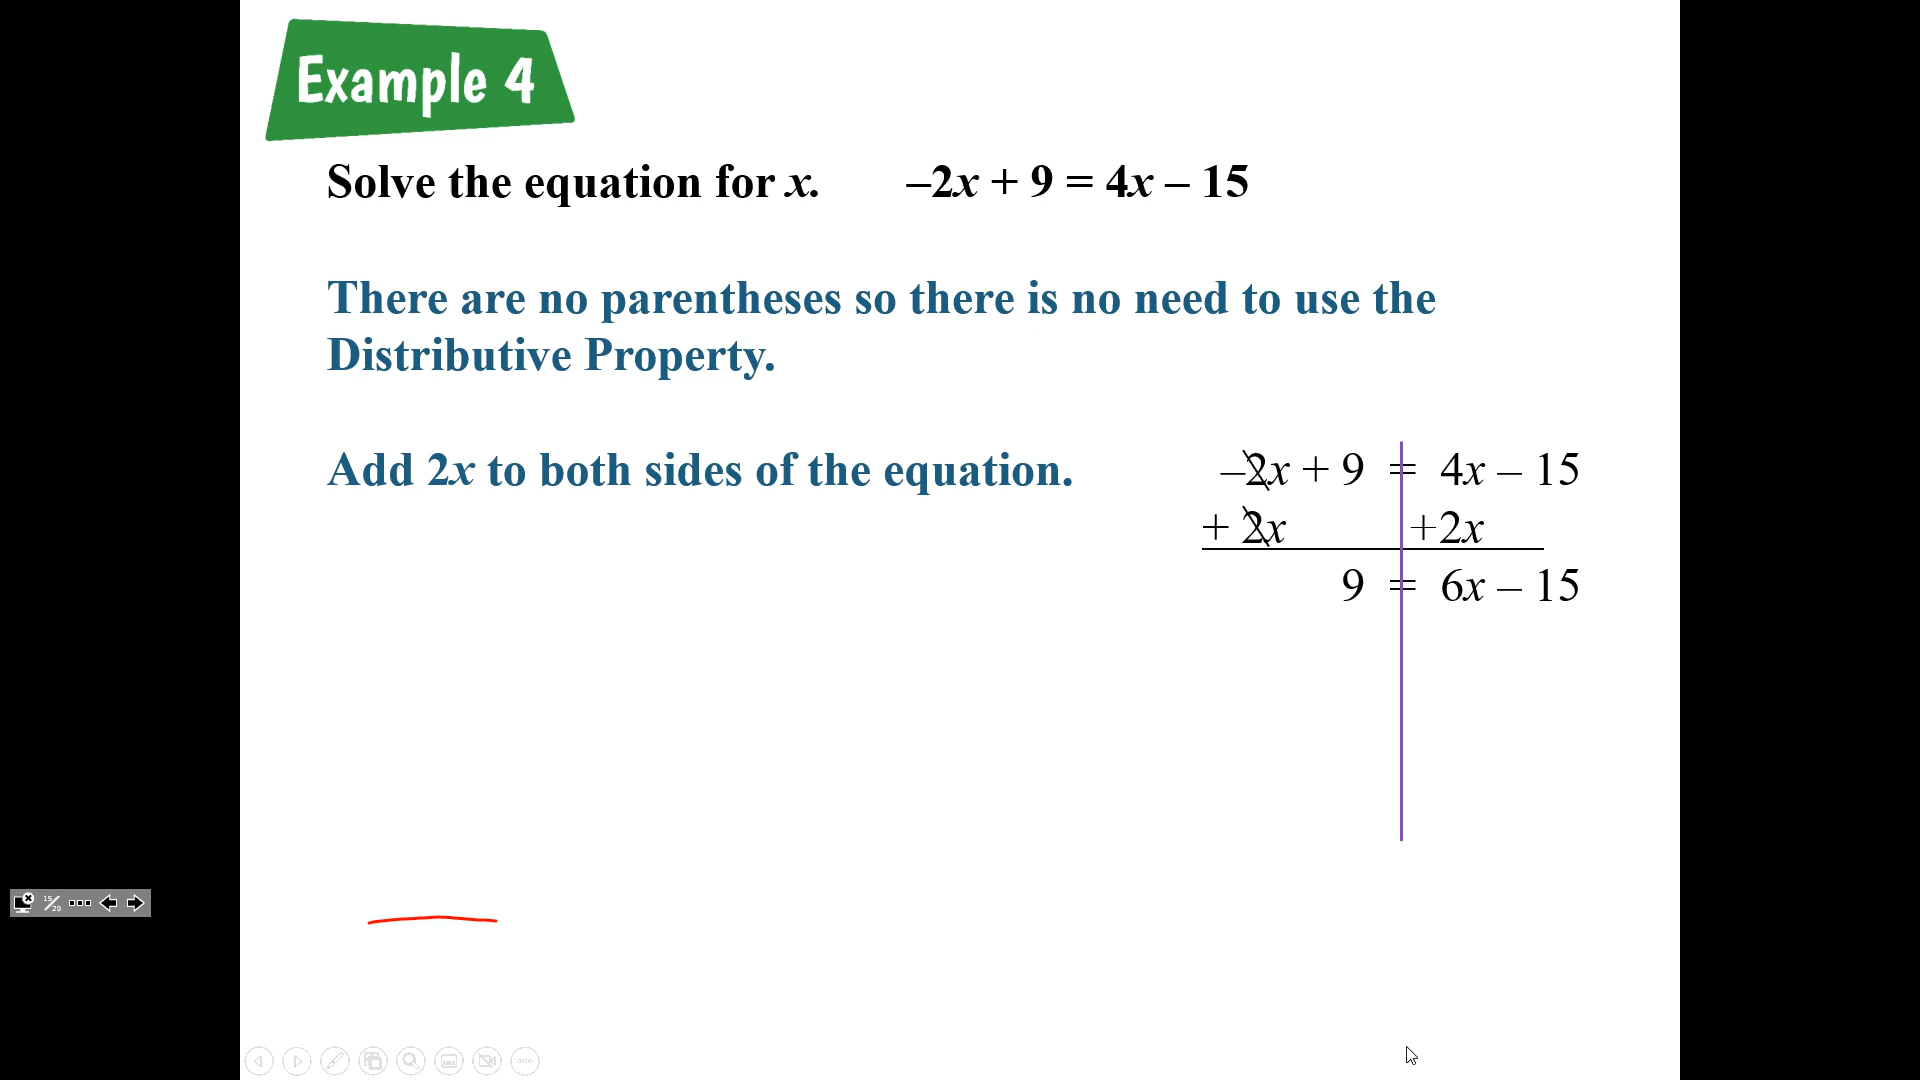 Example 4
Solve the equation for x. –2x + 9 = 4x – 15
There are no parentheses so there is no need to use the
Distributive Property.
Add 2x to both sides of the equation. –2x + 9 = 4x – 15
+ 2x +2x
9 = 6x – 15
15/20